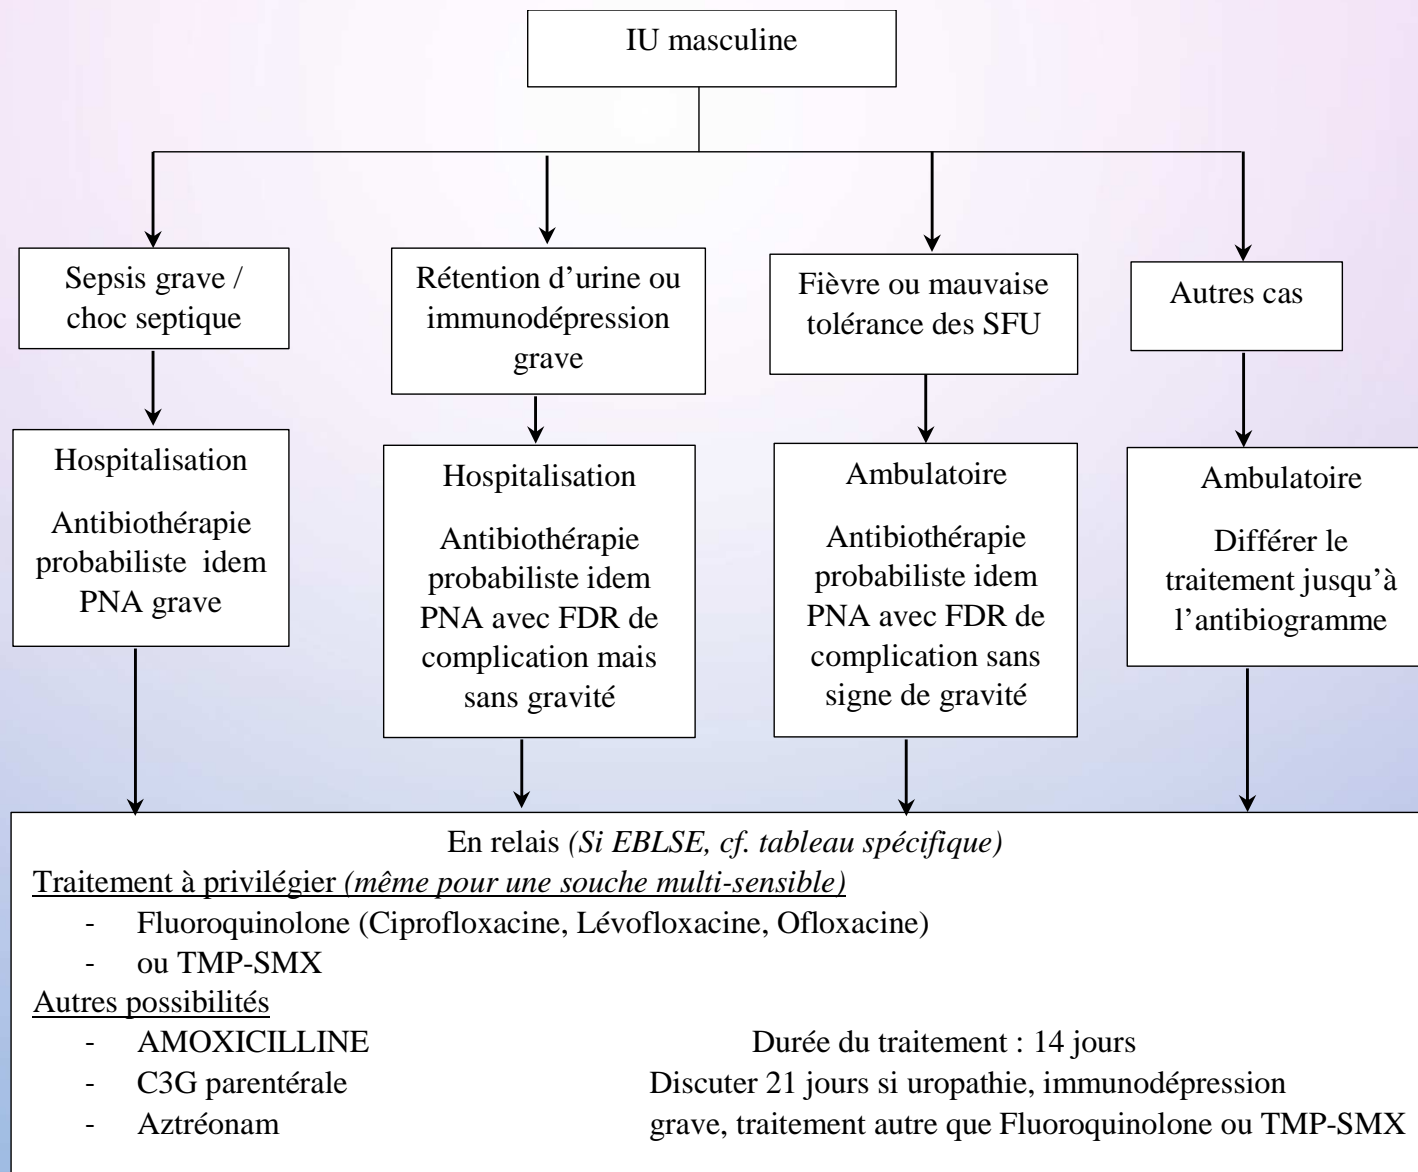 IU masculine
Sepsis grave /
choc septique
Rétention d’urine ou
immunodépression
grave
Fièvre ou mauvaise
tolérance des SFU
Autres cas
Hospitalisation
Antibiothérapie
probabiliste idem
PNA grave
Hospitalisation
Antibiothérapie
probabiliste idem
PNA avec FDR de
complication mais
sans gravité
Ambulatoire
Antibiothérapie
probabiliste idem
PNA avec FDR de
complication sans
signe de gravité
Ambulatoire
Différer le
traitement jusqu’à
l’antibiogramme
En relais (Si EBLSE, cf. tableau spécifique)
Traitement à privilégier (même pour une souche multi-sensible)
- Fluoroquinolone (Ciprofloxacine, Lévofloxacine, Ofloxacine)
- ou TMP-SMX
Autres possibilités
- AMOXICILLINE Durée du traitement : 14 jours
- C3G parentérale Discuter 21 jours si uropathie, immunodépression
- Aztréonam grave, traitement autre que Fluoroquinolone ou TMP-SMX